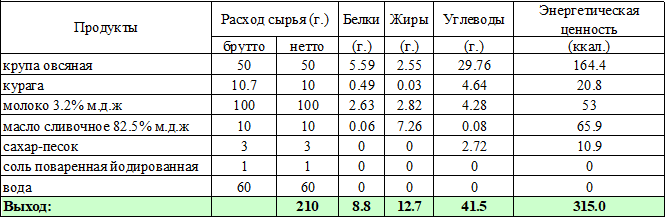 Продукты Расход сырья (г.) Белки Жиры Углеводы Энергетическая ценность
брутто нетто (г.) (г.) (г.) (ккал.)
крупа овсяная 50 50 5.59 2.55 29.76 164.4
курага 10.7 10 0.49 0.03 4.64 20.8
молоко 3.2% м.д.ж 100 100 2.63 2.82 4.28 53
масло сливочное 82.5% м.д.ж 10 10 0.06 7.26 0.08 65.9
сахар-песок 3 3 0 0 2.72 10.9
соль поваренная йодированная 1 1 0 0 0 0
вода 60 60 0 0 0 0
Выход: 210 8.8 12.7 41.5 315.0